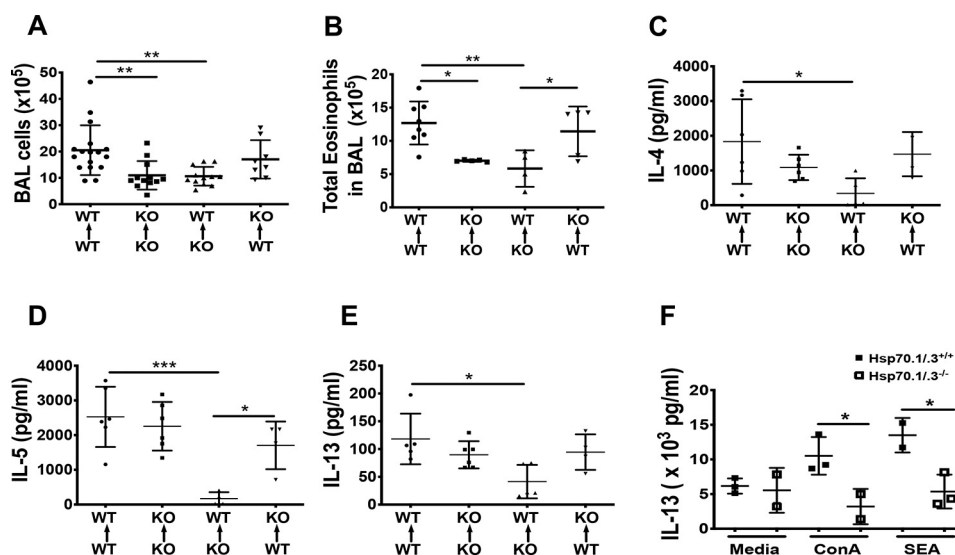 A
BAL cells (x10⁵)
50
40
30
20
10
0
**
**
WT KO WT KO
WT KO KO WT
B
Total Eosinophils
in BAL (x10⁵)
20
15
10
5
0
**
*
*
WT KO WT KO
WT KO KO WT
C
IL-4
(pg/ml)
4000
3000
2000
1000
0
*
WT KO WT KO
WT KO KO WT
D
IL-5 (pg/ml)
4000
3000
2000
1000
0
***
*
WT KO WT KO
WT KO KO WT
E
IL-13 (pg/ml)
250
200
150
100
50
0
*
WT KO WT KO
WT KO KO WT
F
Hsp70.1/.3+/+
Hsp70.1/.3-/-
IL-13 ( x 10³ pg/ml)
20
15
10
5
0
*
*
Media ConA SEA